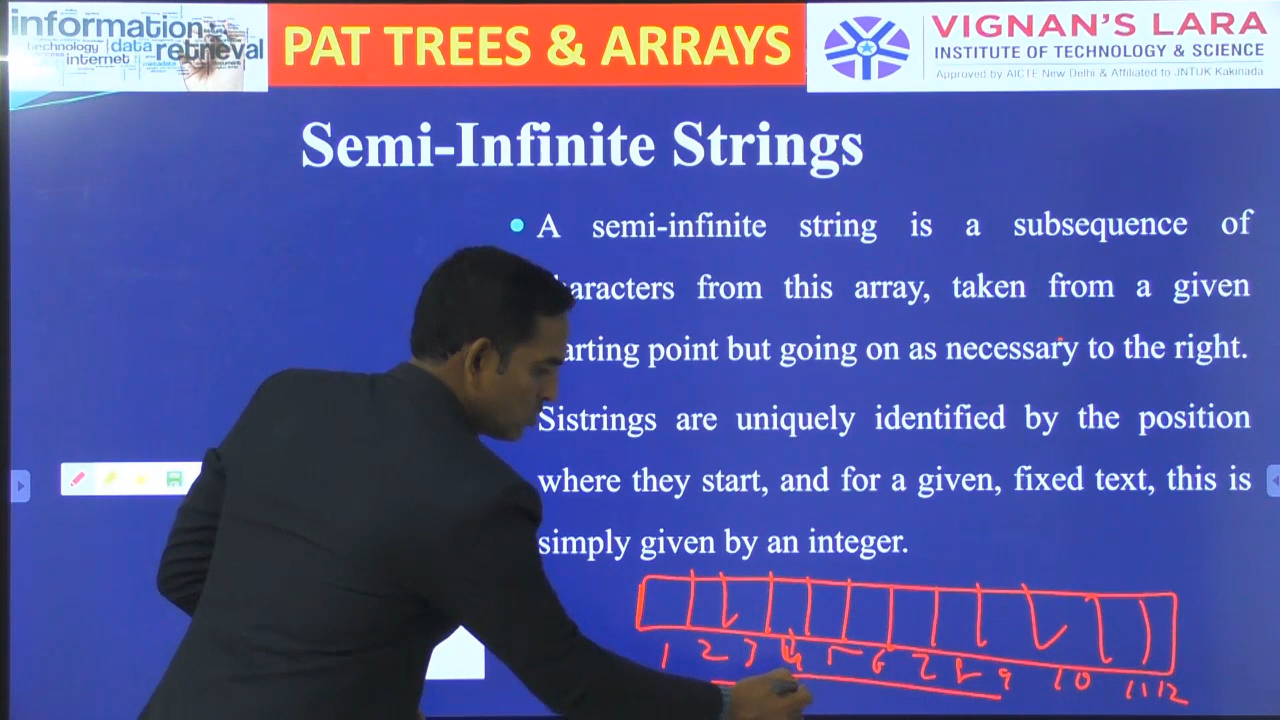 information
technology data retrieval
internet
metadata
PAT TREES & ARRAYS
VIGNAN'S LARA
INSTITUTE OF TECHNOLOGY & SCIENCE
Approved by AICTE New Delhi & Affiliated to JNTUK Kakinada
Semi-Infinite Strings
• A semi-infinite string is a subsequence of
aracters from this array, taken from a given
arting point but going on as necessary to the right.
Sistrings are uniquely identified by the position
where they start, and for a given, fixed text, this is
simply given by an integer.
1 2 3 4 5 6 7 8 9 10 11 12